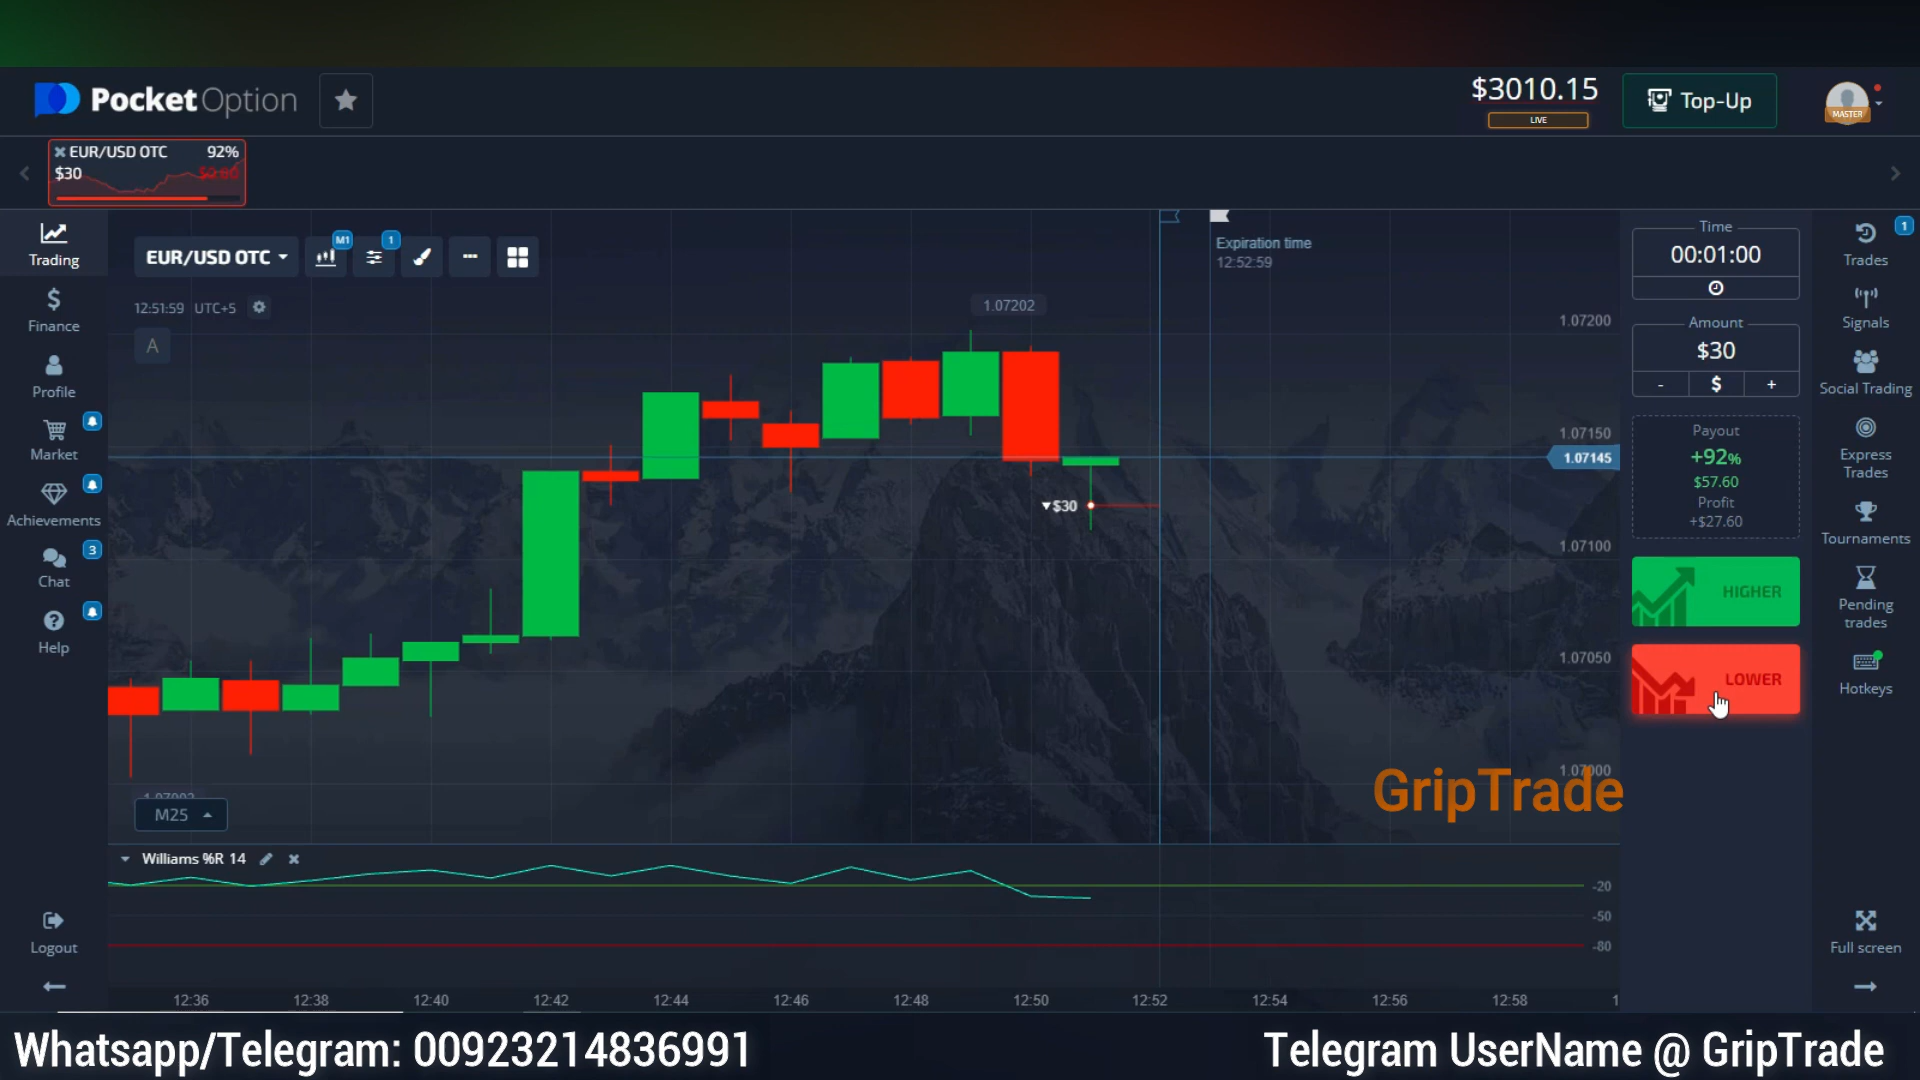 PocketOption
$3010.15
LIVE
Top-Up
MASTER
EUR/USD OTC 92%
$30 $0.00
Trading
Finance
Profile
Market
Achievements
3
Chat
Help
Logout
EUR/USD OTC
M1
1
12:51:59 UTC+5
A
Expiration time
12:52:59
1.07202
1.07200
1.07150
1.07145
1.07100
1.07050
1.07000
$30
1.07002
M25
GripTrade
Williams %R 14
-20
-50
-80
12:36 12:38 12:40 12:42 12:44 12:46 12:48 12:50 12:52 12:54 12:56 12:58 1
Time
00:01:00
Amount
$30
- $ +
Payout
+92%
$57.60
Profit
+$27.60
HIGHER
LOWER
1
Trades
Signals
Social Trading
Express
Trades
Tournaments
Pending
trades
Hotkeys
Full screen
Whatsapp/Telegram: 00923214836991
Telegram UserName @ GripTrade